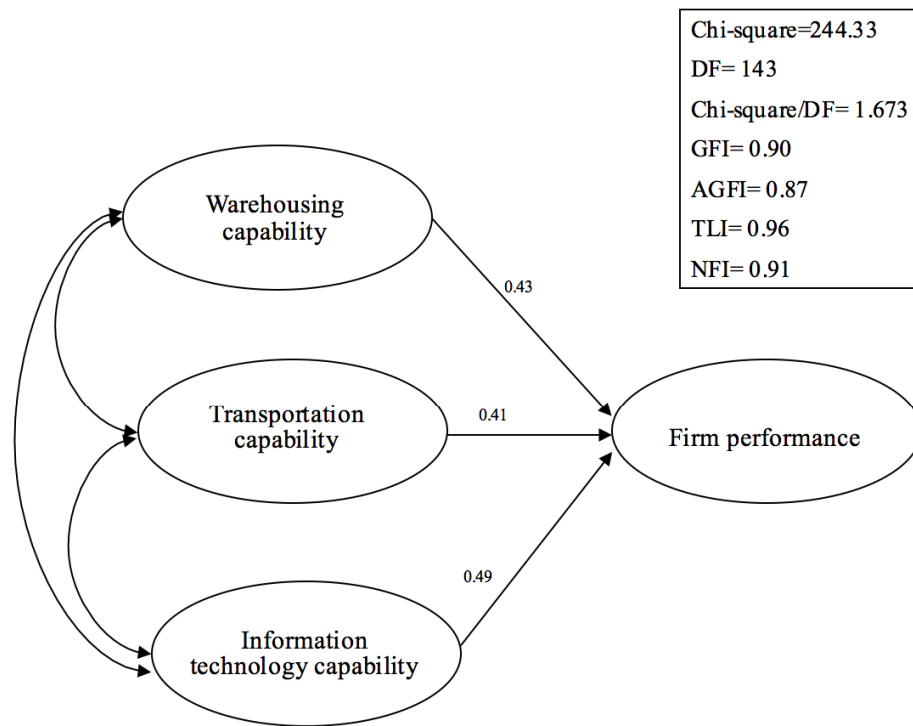 Chi-square=244.33
DF= 143
Chi-square/DF= 1.673
GFI= 0.90
AGFI= 0.87
TLI= 0.96
NFI= 0.91
Warehousing
capability
0.43
Transportation
capability
0.41
Firm performance
0.49
Information
technology capability